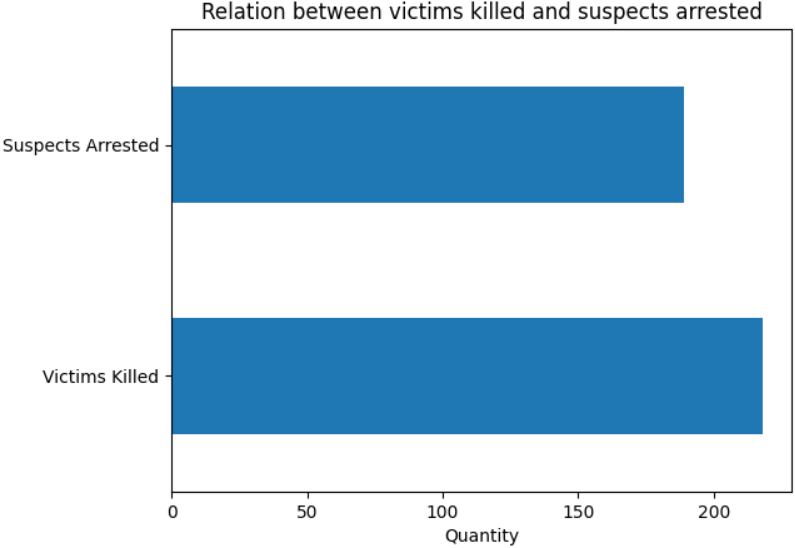 Relation between victims killed and suspects arrested
Suspects Arrested
Victims Killed
0 50 100 150 200
Quantity